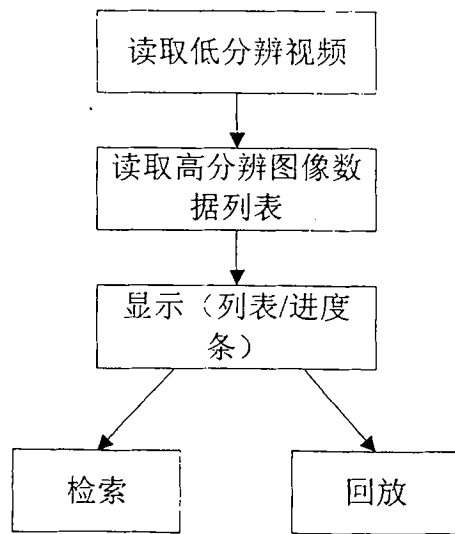 读取低分辨视频
读取高分辨图像数
据列表
显示（列表/进度
条）
检索
回放